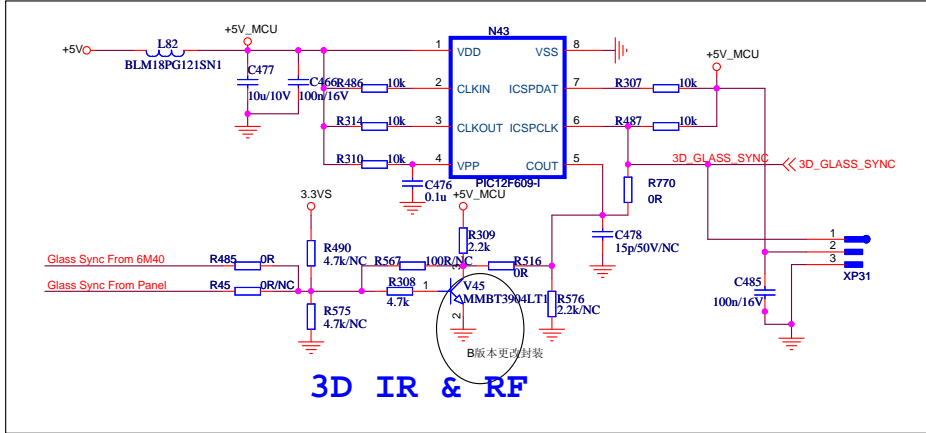 +5V
L82
BLM18PG121SN1
+5V_MCU
C477
10u/10V
C466
100n/16V
R486
10k
R314
10k
R310
10k
C476
0.1u
N43
1
VDD
VSS
8
2
CLKIN
ICSPDAT
7
3
CLKOUT
ICSPCLK
6
4
VPP
COUT
5
PIC12F609-I
R307
10k
+5V_MCU
R487
10k
3D_GLASS_SYNC
3D_GLASS_SYNC
R770
0R
C478
15p/50V/NC
1
2
3
XP31
C485
100n/16V
3.3VS
R490
4.7k/NC
+5V_MCU
R309
2.2k
Glass Sync From 6M40
R485
0R
R567
100R/NC
R516
0R
Glass Sync From Panel
R45
0R/NC
R308
4.7k
1
V45
MMBT3904LT1
2
R576
2.2k/NC
R575
4.7k/NC
B版本更改封装
3D IR & RF